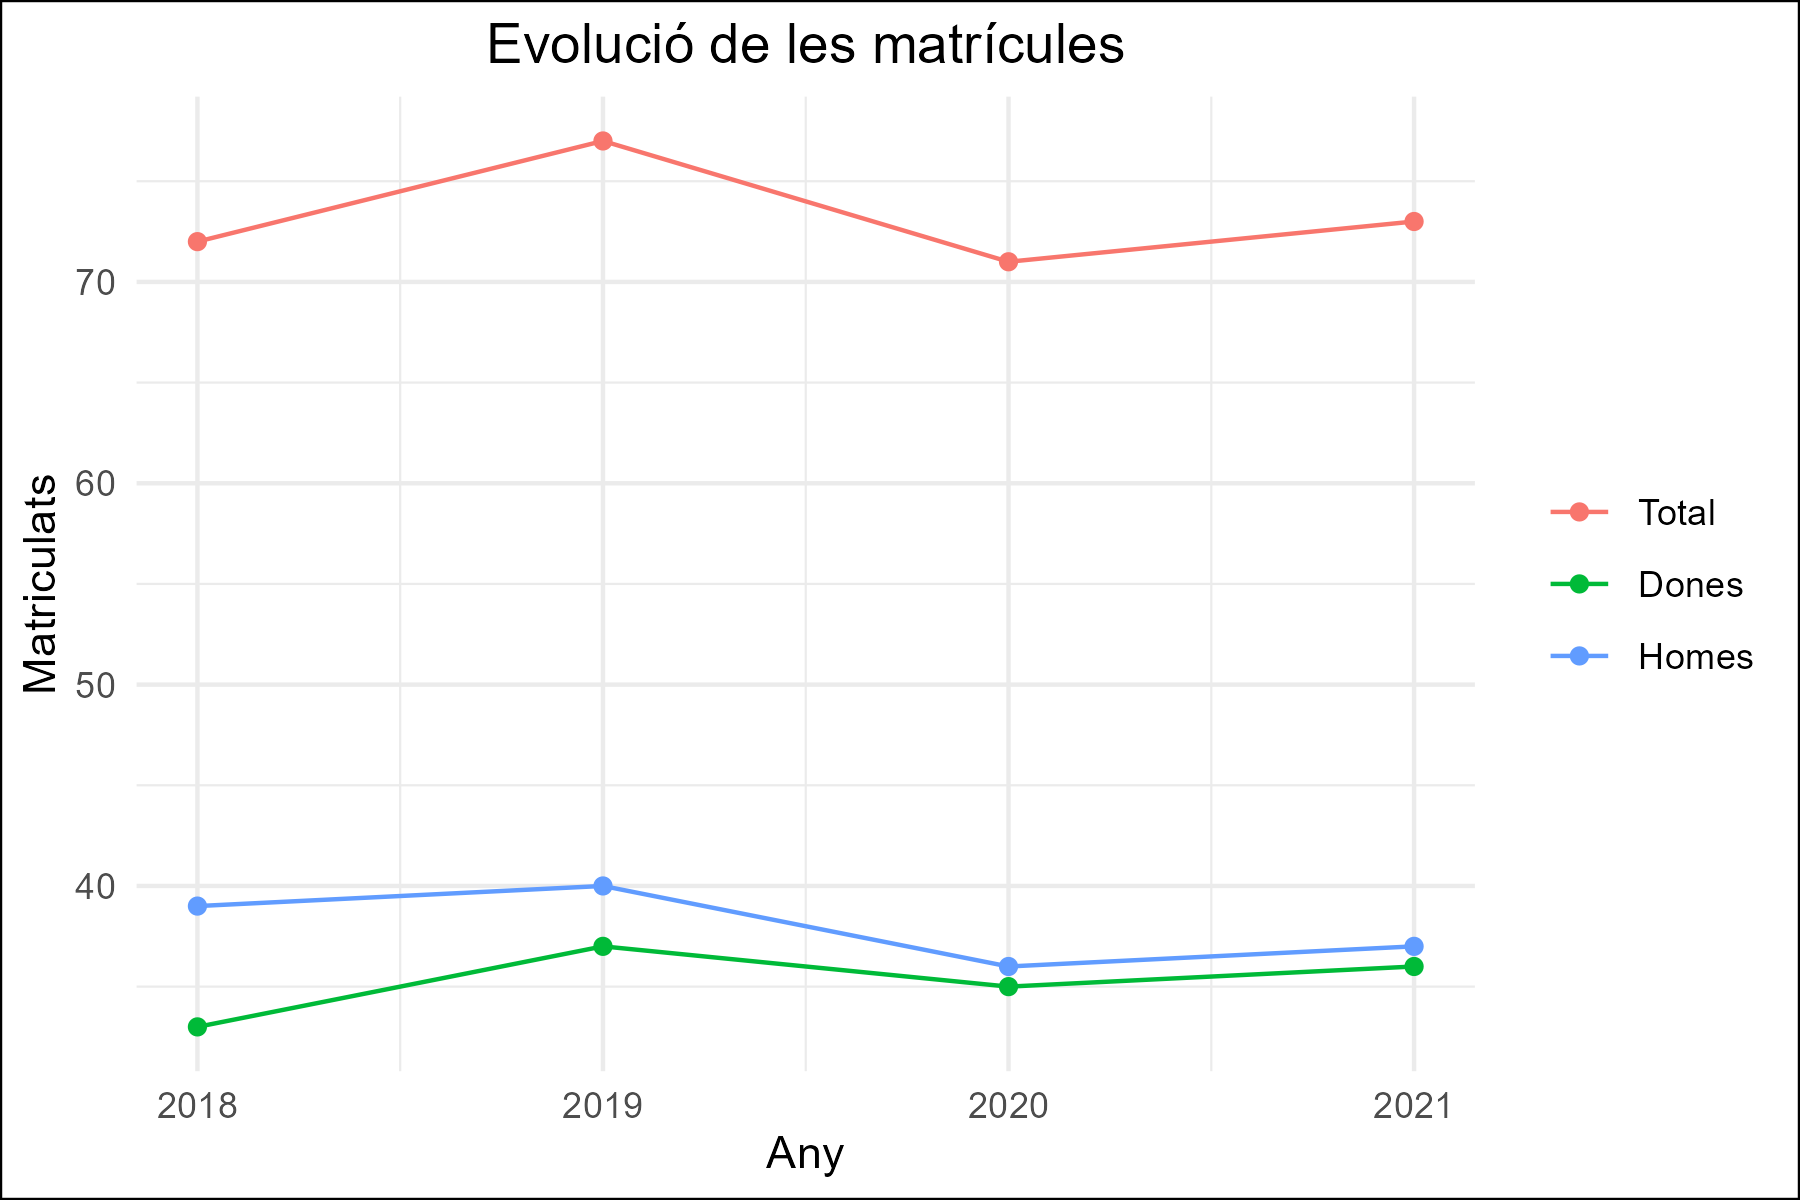 Evolució de les matrícules
Matriculats
70
60
50
40
2018 2019 2020 2021
Any
Total
Dones
Homes